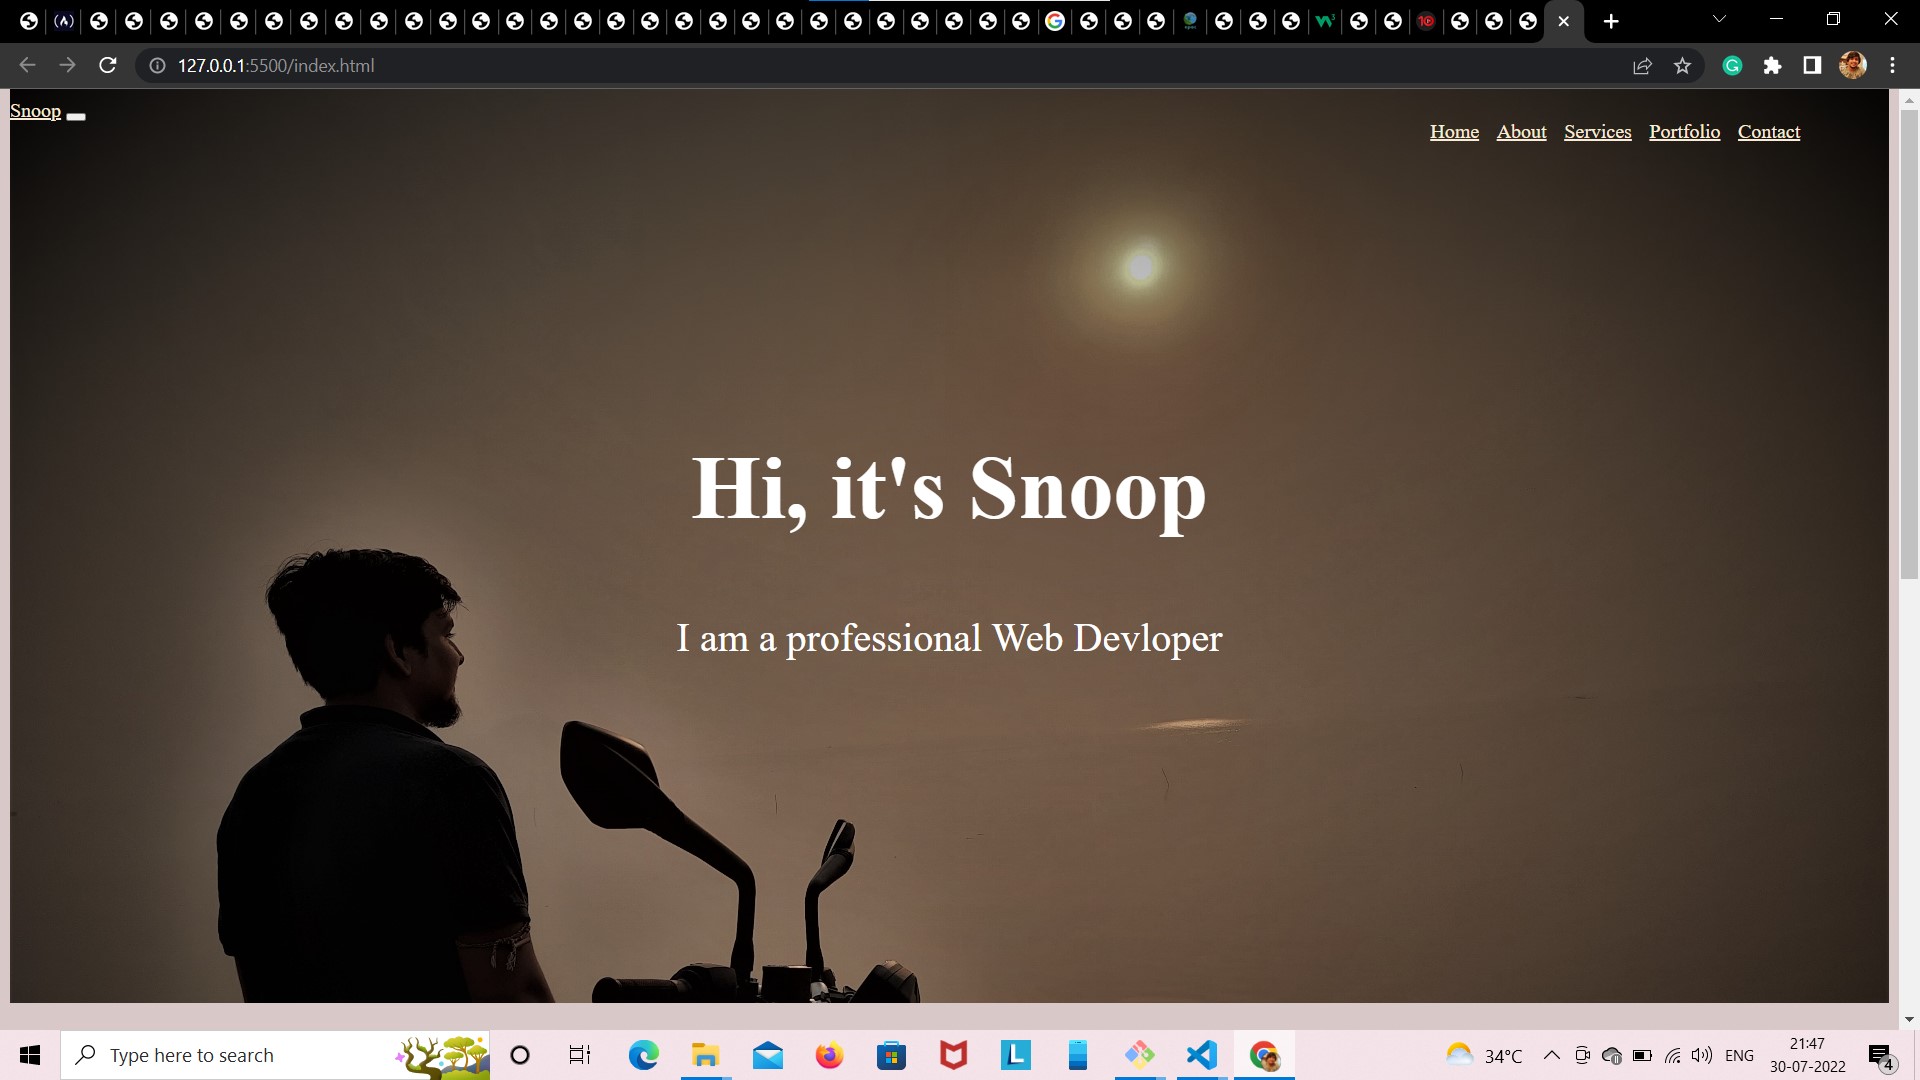 127.0.0.1:5500/index.html
Snoop
Home About Services Portfolio Contact
Hi, it's Snoop
I am a professional Web Devloper
Type here to search
34°C
ENG
21:47
30-07-2022
4